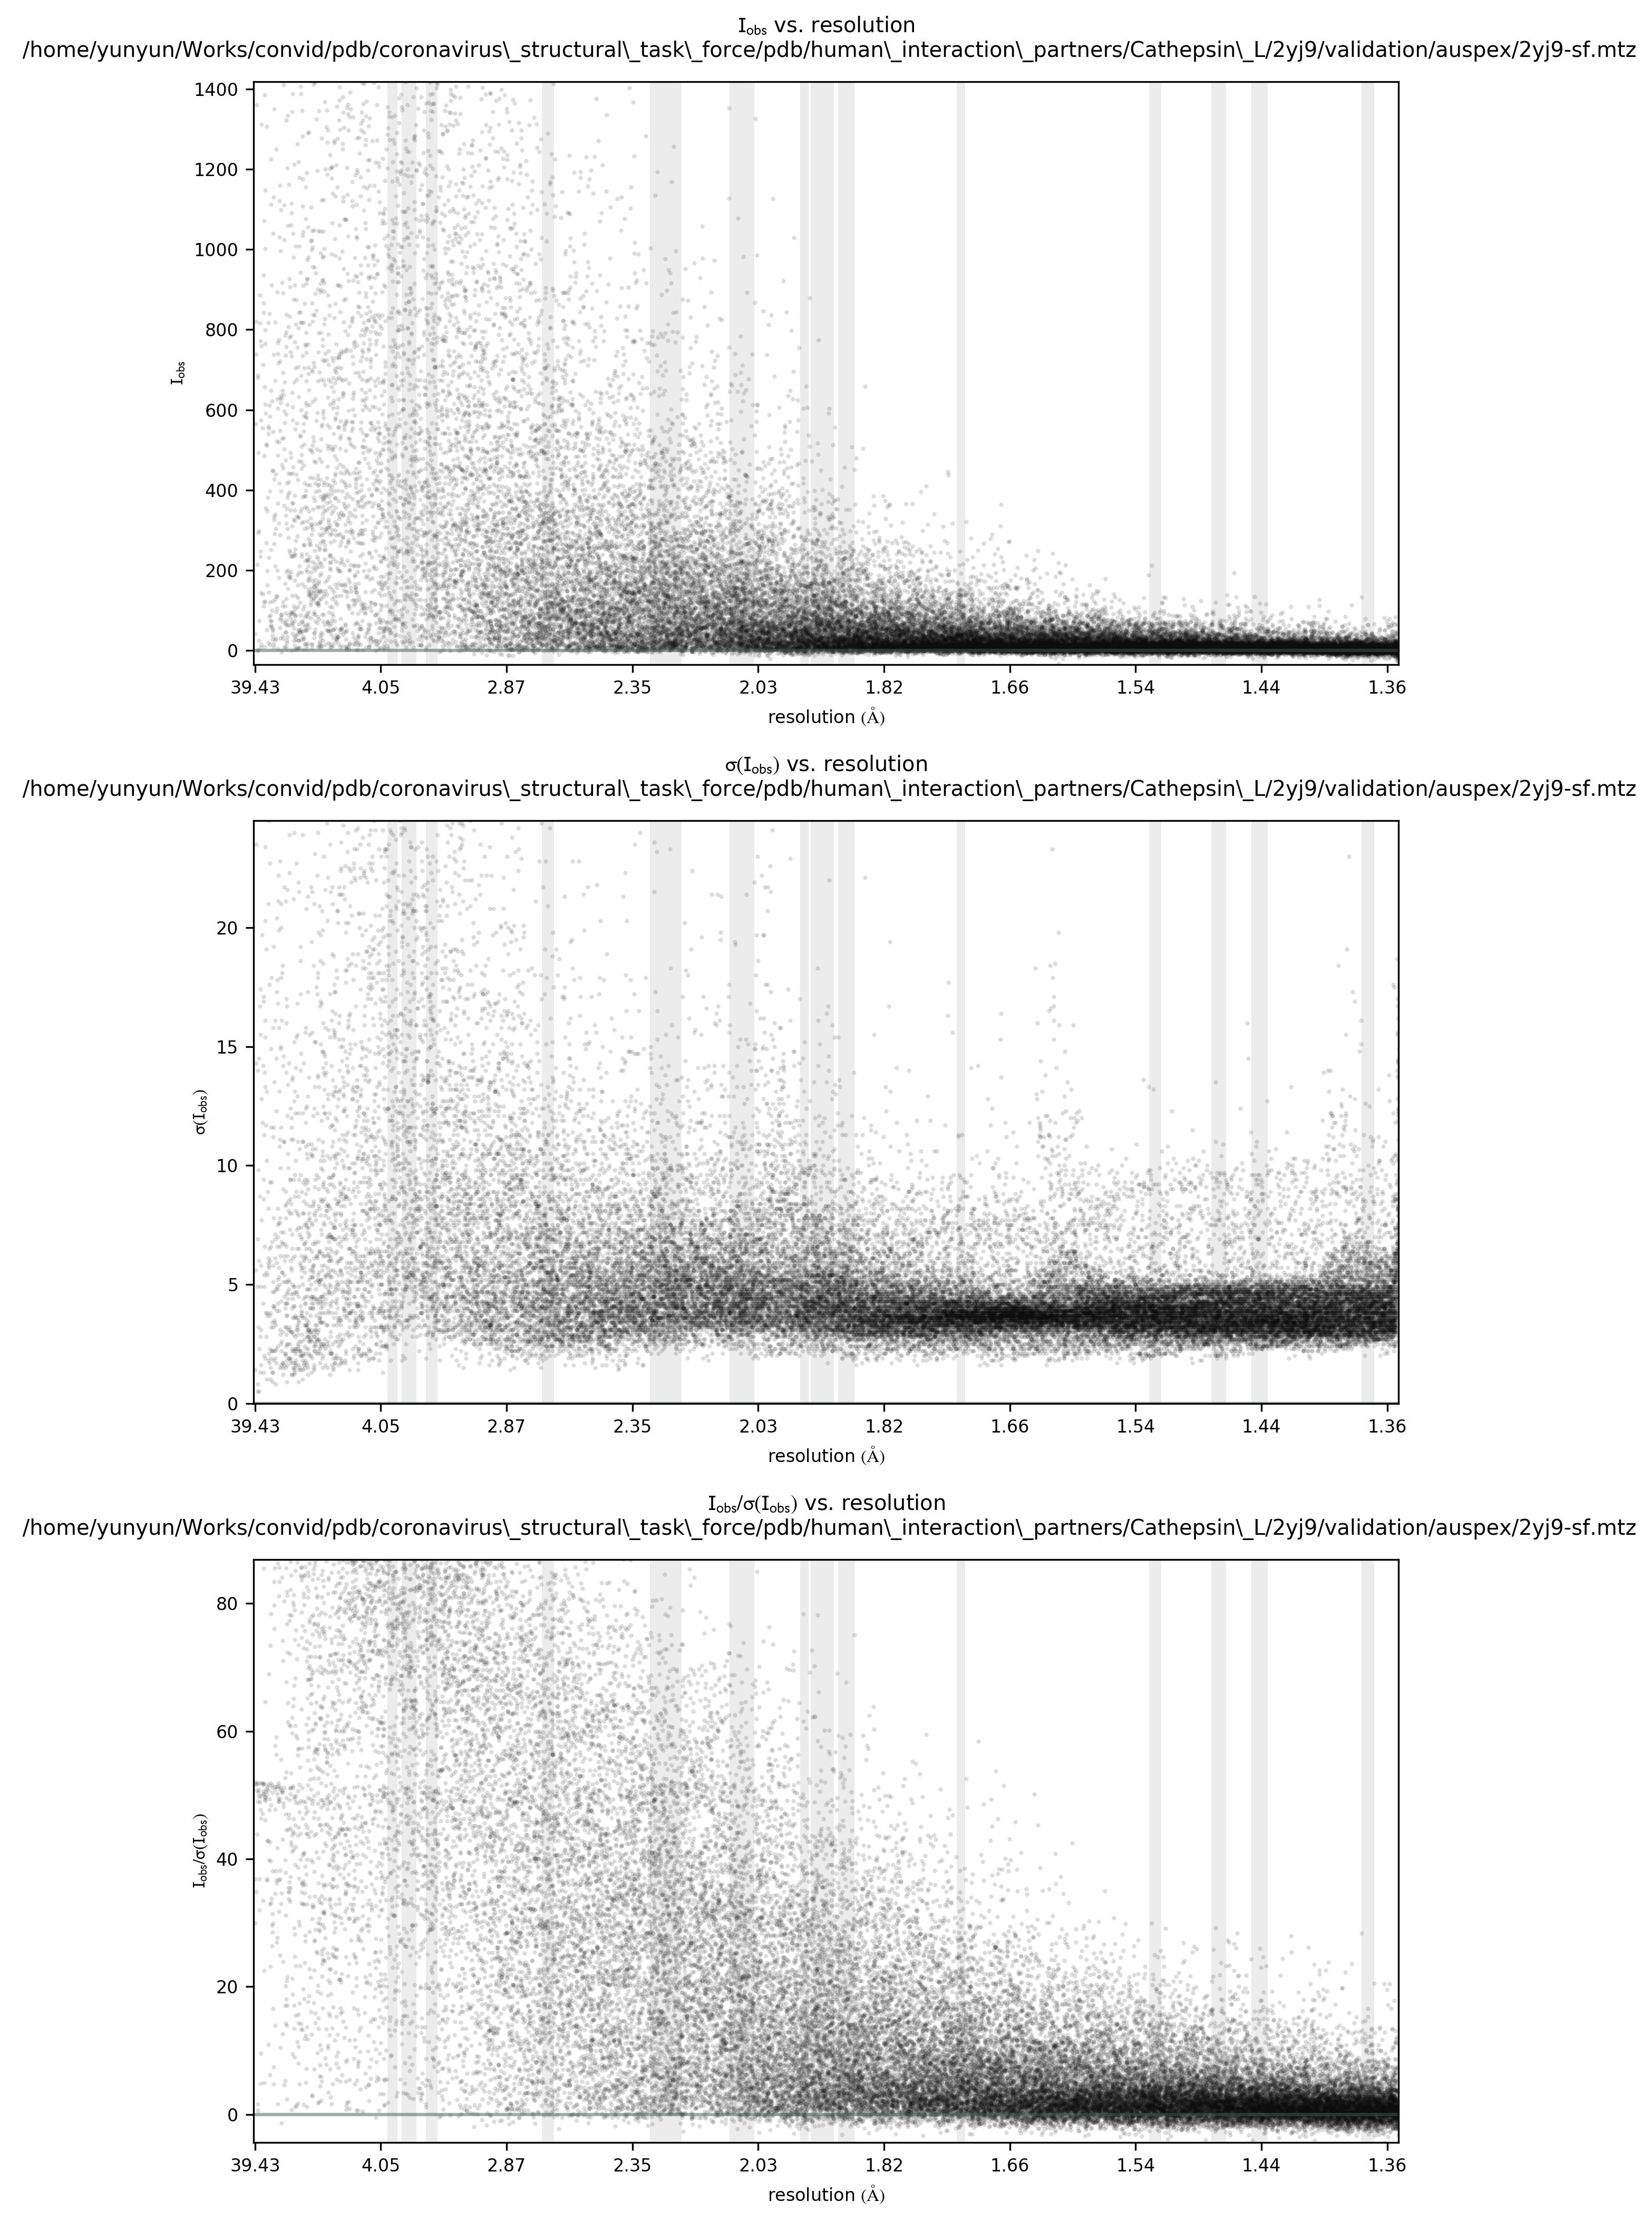 Iobs vs. resolution
/home/yunyun/Works/convid/pdb/coronavirus\_structural\_task\_force/pdb/human\_interaction\_partners/Cathepsin\_L/2yj9/validation/auspex/2yj9-sf.mtz
1400
1200
1000
800
600
400
200
0
Iobs
39.43 4.05 2.87 2.35 2.03 1.82 1.66 1.54 1.44 1.36
resolution (Å)
σ(Iobs) vs. resolution
/home/yunyun/Works/convid/pdb/coronavirus\_structural\_task\_force/pdb/human\_interaction\_partners/Cathepsin\_L/2yj9/validation/auspex/2yj9-sf.mtz
20
15
10
5
0
σ(Iobs)
39.43 4.05 2.87 2.35 2.03 1.82 1.66 1.54 1.44 1.36
resolution (Å)
Iobs/σ(Iobs) vs. resolution
/home/yunyun/Works/convid/pdb/coronavirus\_structural\_task\_force/pdb/human\_interaction\_partners/Cathepsin\_L/2yj9/validation/auspex/2yj9-sf.mtz
80
60
40
20
0
Iobs/σ(Iobs)
39.43 4.05 2.87 2.35 2.03 1.82 1.66 1.54 1.44 1.36
resolution (Å)